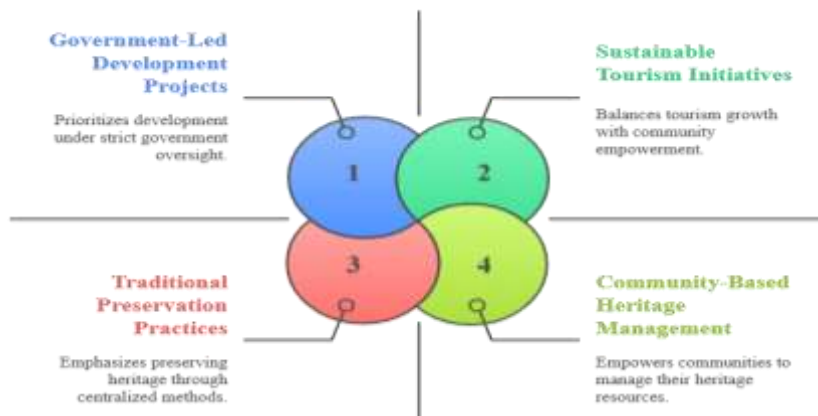 Government-Led
Development
Projects
Prioritizes development
under strict government
oversight.
Sustainable
Tourism Initiatives
Balances tourism growth
with community
empowerment.
1
2
3
4
Traditional
Preservation
Practices
Emphasizes preserving
heritage through
centralized methods.
Community-Based
Heritage
Management
Empowers communities to
manage their heritage
resources.